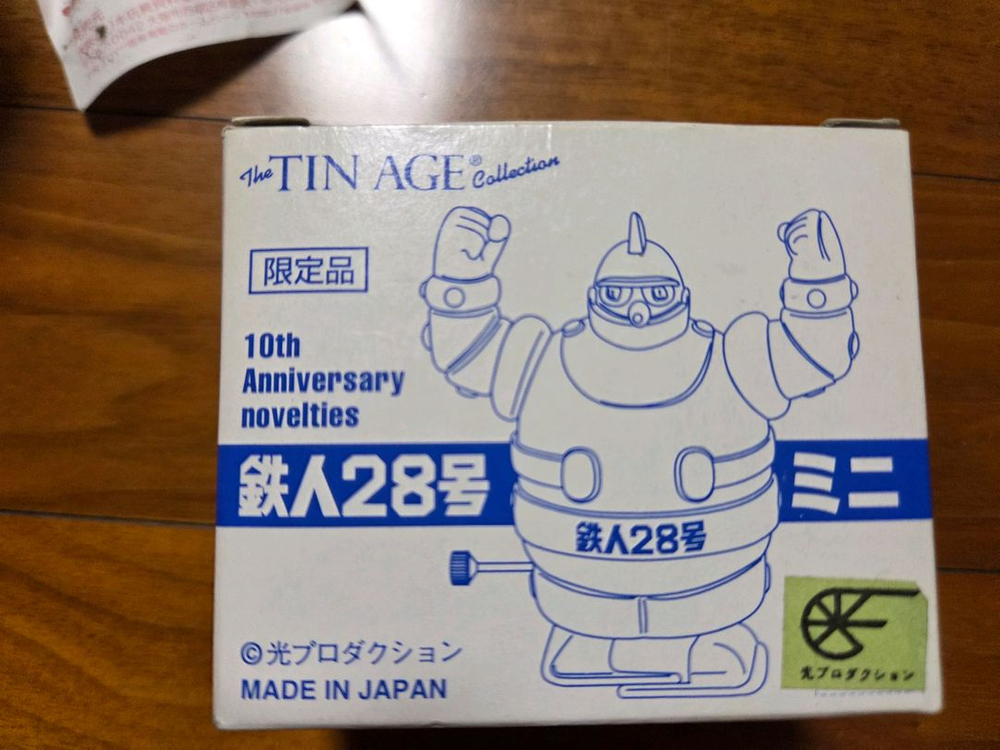 The TIN AGE® Collection
限定品
10th
Anniversary
novelties
鉄人28号 ミニ
鉄人28号
©光プロダクション
MADE IN JAPAN
光プロダクション